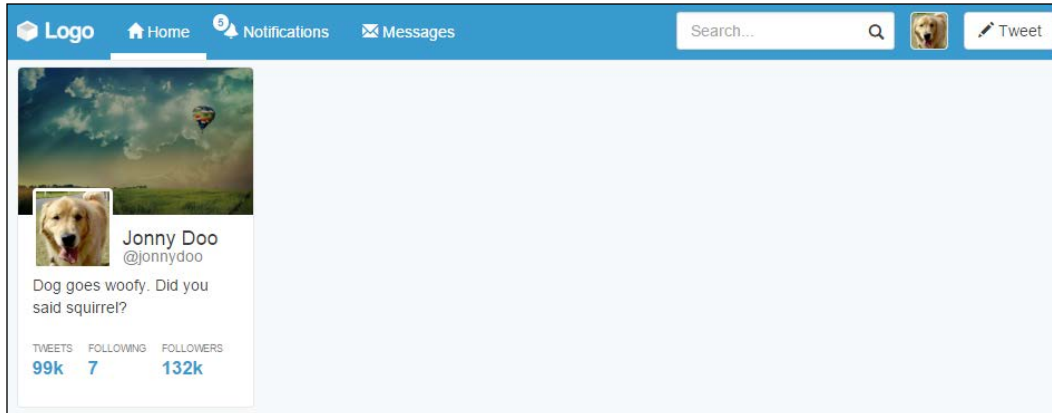 Logo Home 5 Notifications Messages Search... Tweet
Jonny Doo
@jonnydoo
Dog goes woofy. Did you
said squirrel?
TWEETS FOLLOWING FOLLOWERS
99k 7 132k